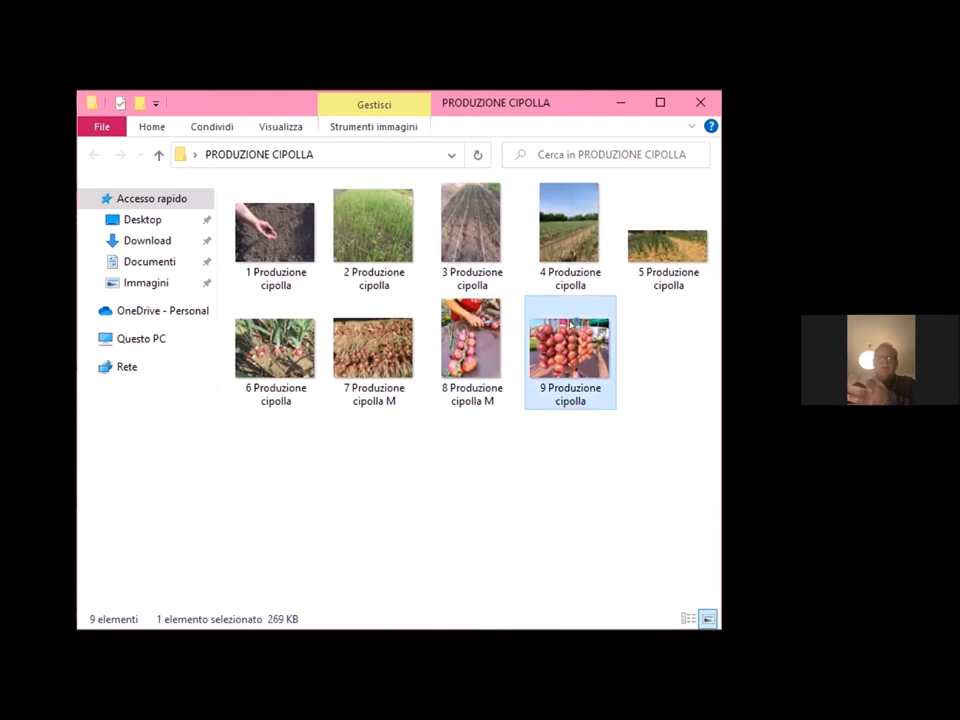 Gestisci
PRODUZIONE CIPOLLA
File
Home
Condividi
Visualizza
Strumenti immagini
PRODUZIONE CIPOLLA
Cerca in PRODUZIONE CIPOLLA
Accesso rapido
Desktop
Download
Documenti
Immagini
OneDrive - Personal
Questo PC
Rete
1 Produzione
cipolla
2 Produzione
cipolla
3 Produzione
cipolla
4 Produzione
cipolla
5 Produzione
cipolla
6 Produzione
cipolla
7 Produzione
cipolla M
8 Produzione
cipolla M
9 Produzione
cipolla
9 elementi
1 elemento selezionato 269 KB